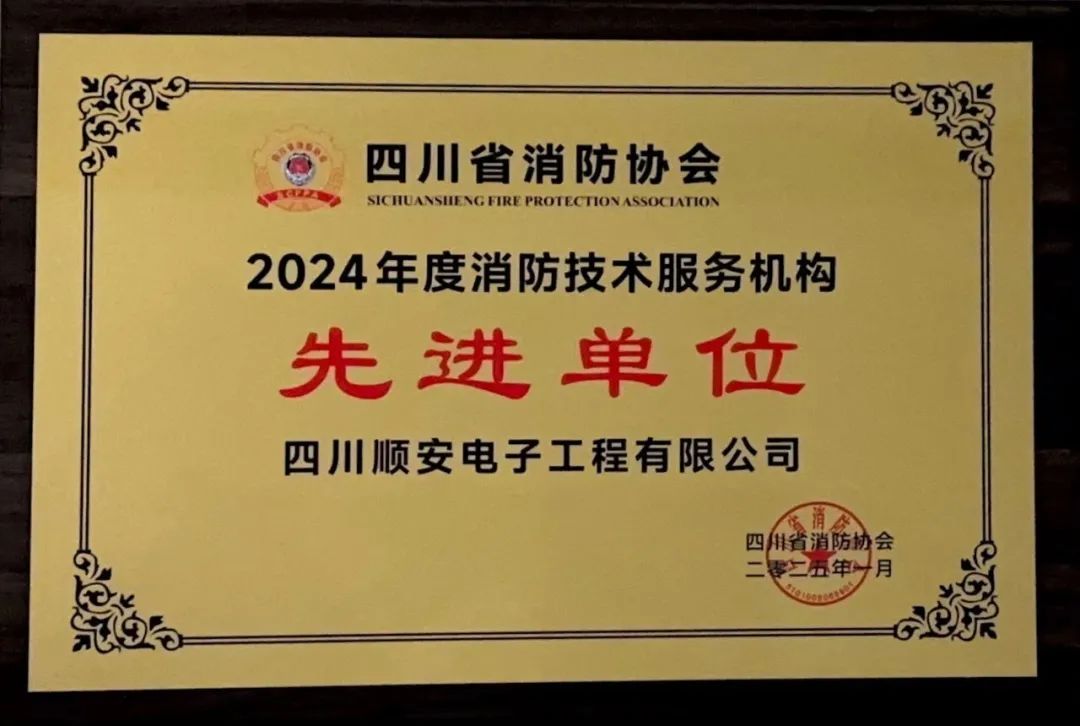 四川省消防协会
SICHUANSHENG FIRE PROTECTION ASSOCIATION
SCFPA
2024年度消防技术服务机构
先进单位
四川顺安电子工程有限公司
四川省消防协会
二零二五年一月